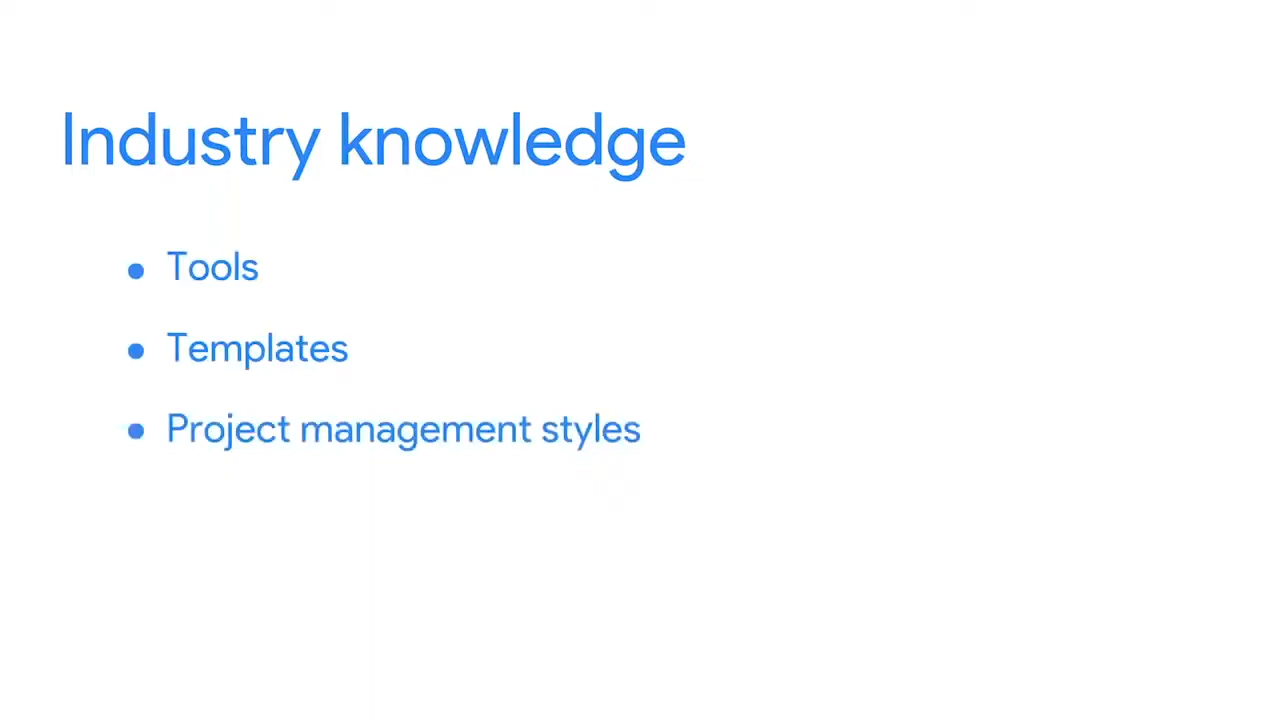 Industry knowledge
• Tools
• Templates
• Project management styles